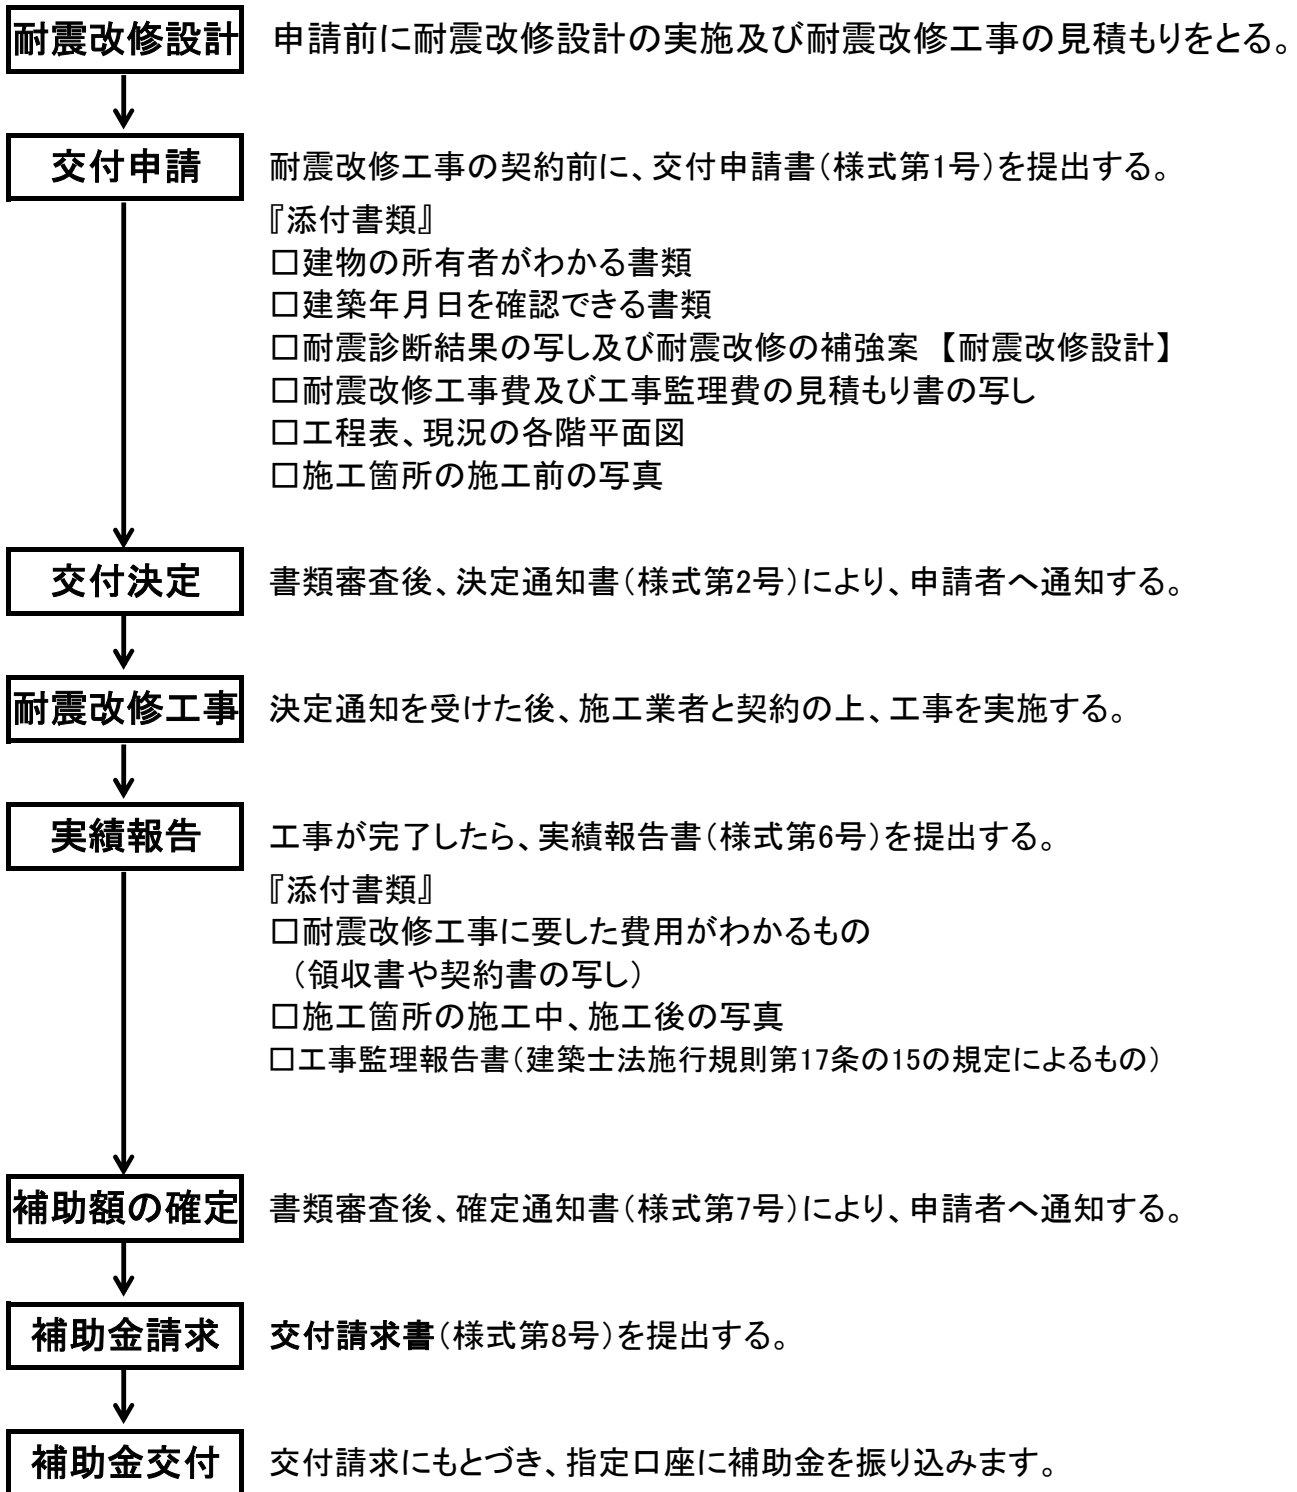 耐震改修設計 申請前に耐震改修設計の実施及び耐震改修工事の見積もりをとる。
交付申請 耐震改修工事の契約前に、交付申請書(様式第1号)を提出する。
『添付書類』
□建物の所有者がわかる書類
□建築年月日を確認できる書類
□耐震診断結果の写し及び耐震改修の補強案 【耐震改修設計】
□耐震改修工事費及び工事監理費の見積もり書の写し
□工程表、現況の各階平面図
□施工箇所の施工前の写真
交付決定 書類審査後、決定通知書(様式第2号)により、申請者へ通知する。
耐震改修工事 決定通知を受けた後、施工業者と契約の上、工事を実施する。
実績報告 工事が完了したら、実績報告書(様式第6号)を提出する。
『添付書類』
□耐震改修工事に要した費用がわかるもの
(領収書や契約書の写し)
□施工箇所の施工中、施工後の写真
□工事監理報告書(建築士法施行規則第17条の15の規定によるもの)
補助額の確定 書類審査後、確定通知書(様式第7号)により、申請者へ通知する。
補助金請求 交付請求書(様式第8号)を提出する。
補助金交付 交付請求にもとづき、指定口座に補助金を振り込みます。